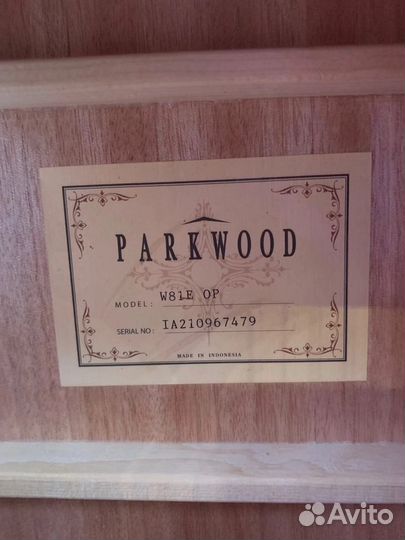 PARKWOOD
MODEL: W81E OP
SERIAL NO: IA210967479
MADE IN INDONESIA
Avito